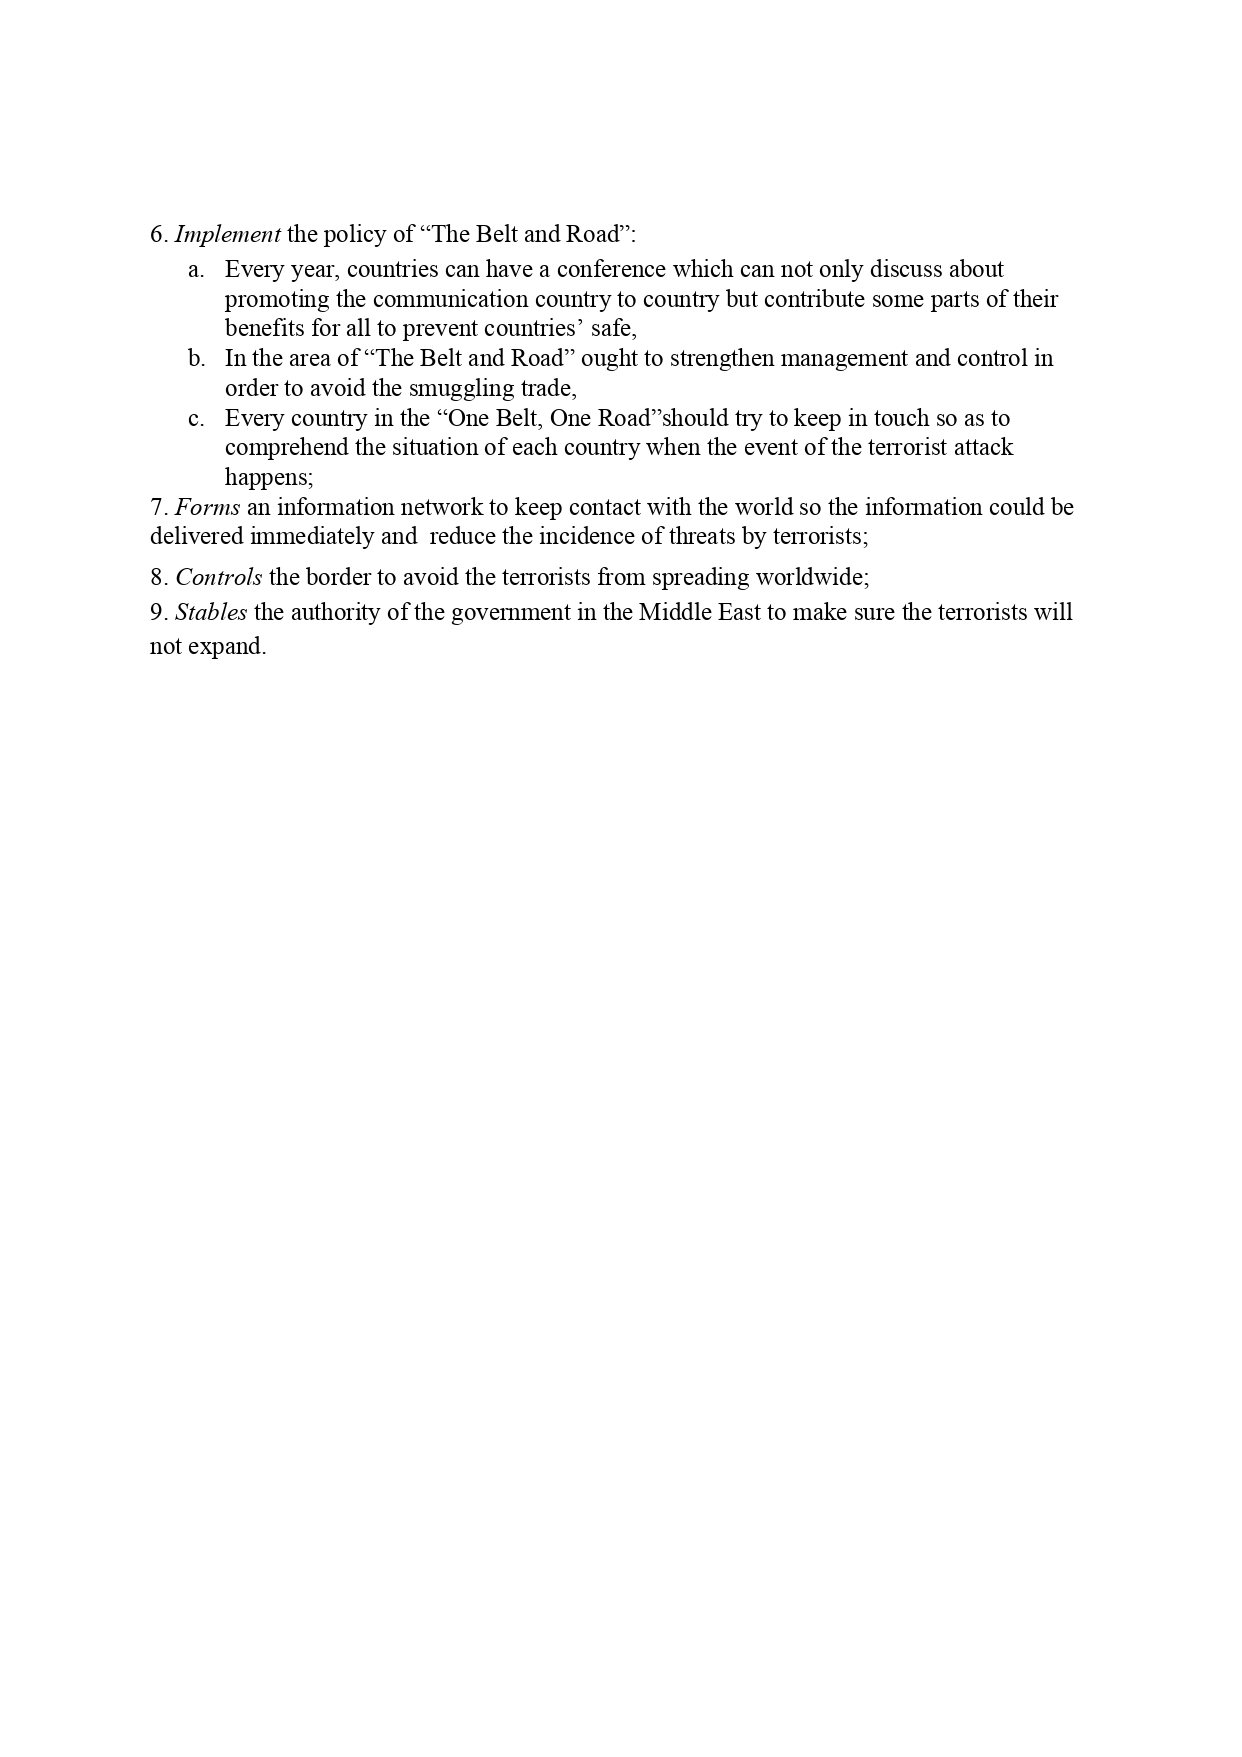 6. Implement the policy of “The Belt and Road”:
a. Every year, countries can have a conference which can not only discuss about
promoting the communication country to country but contribute some parts of their
benefits for all to prevent countries’ safe,
b. In the area of “The Belt and Road” ought to strengthen management and control in
order to avoid the smuggling trade,
c. Every country in the “One Belt, One Road”should try to keep in touch so as to
comprehend the situation of each country when the event of the terrorist attack
happens;
7. Forms an information network to keep contact with the world so the information could be
delivered immediately and  reduce the incidence of threats by terrorists;
8. Controls the border to avoid the terrorists from spreading worldwide;
9. Stables the authority of the government in the Middle East to make sure the terrorists will
not expand.